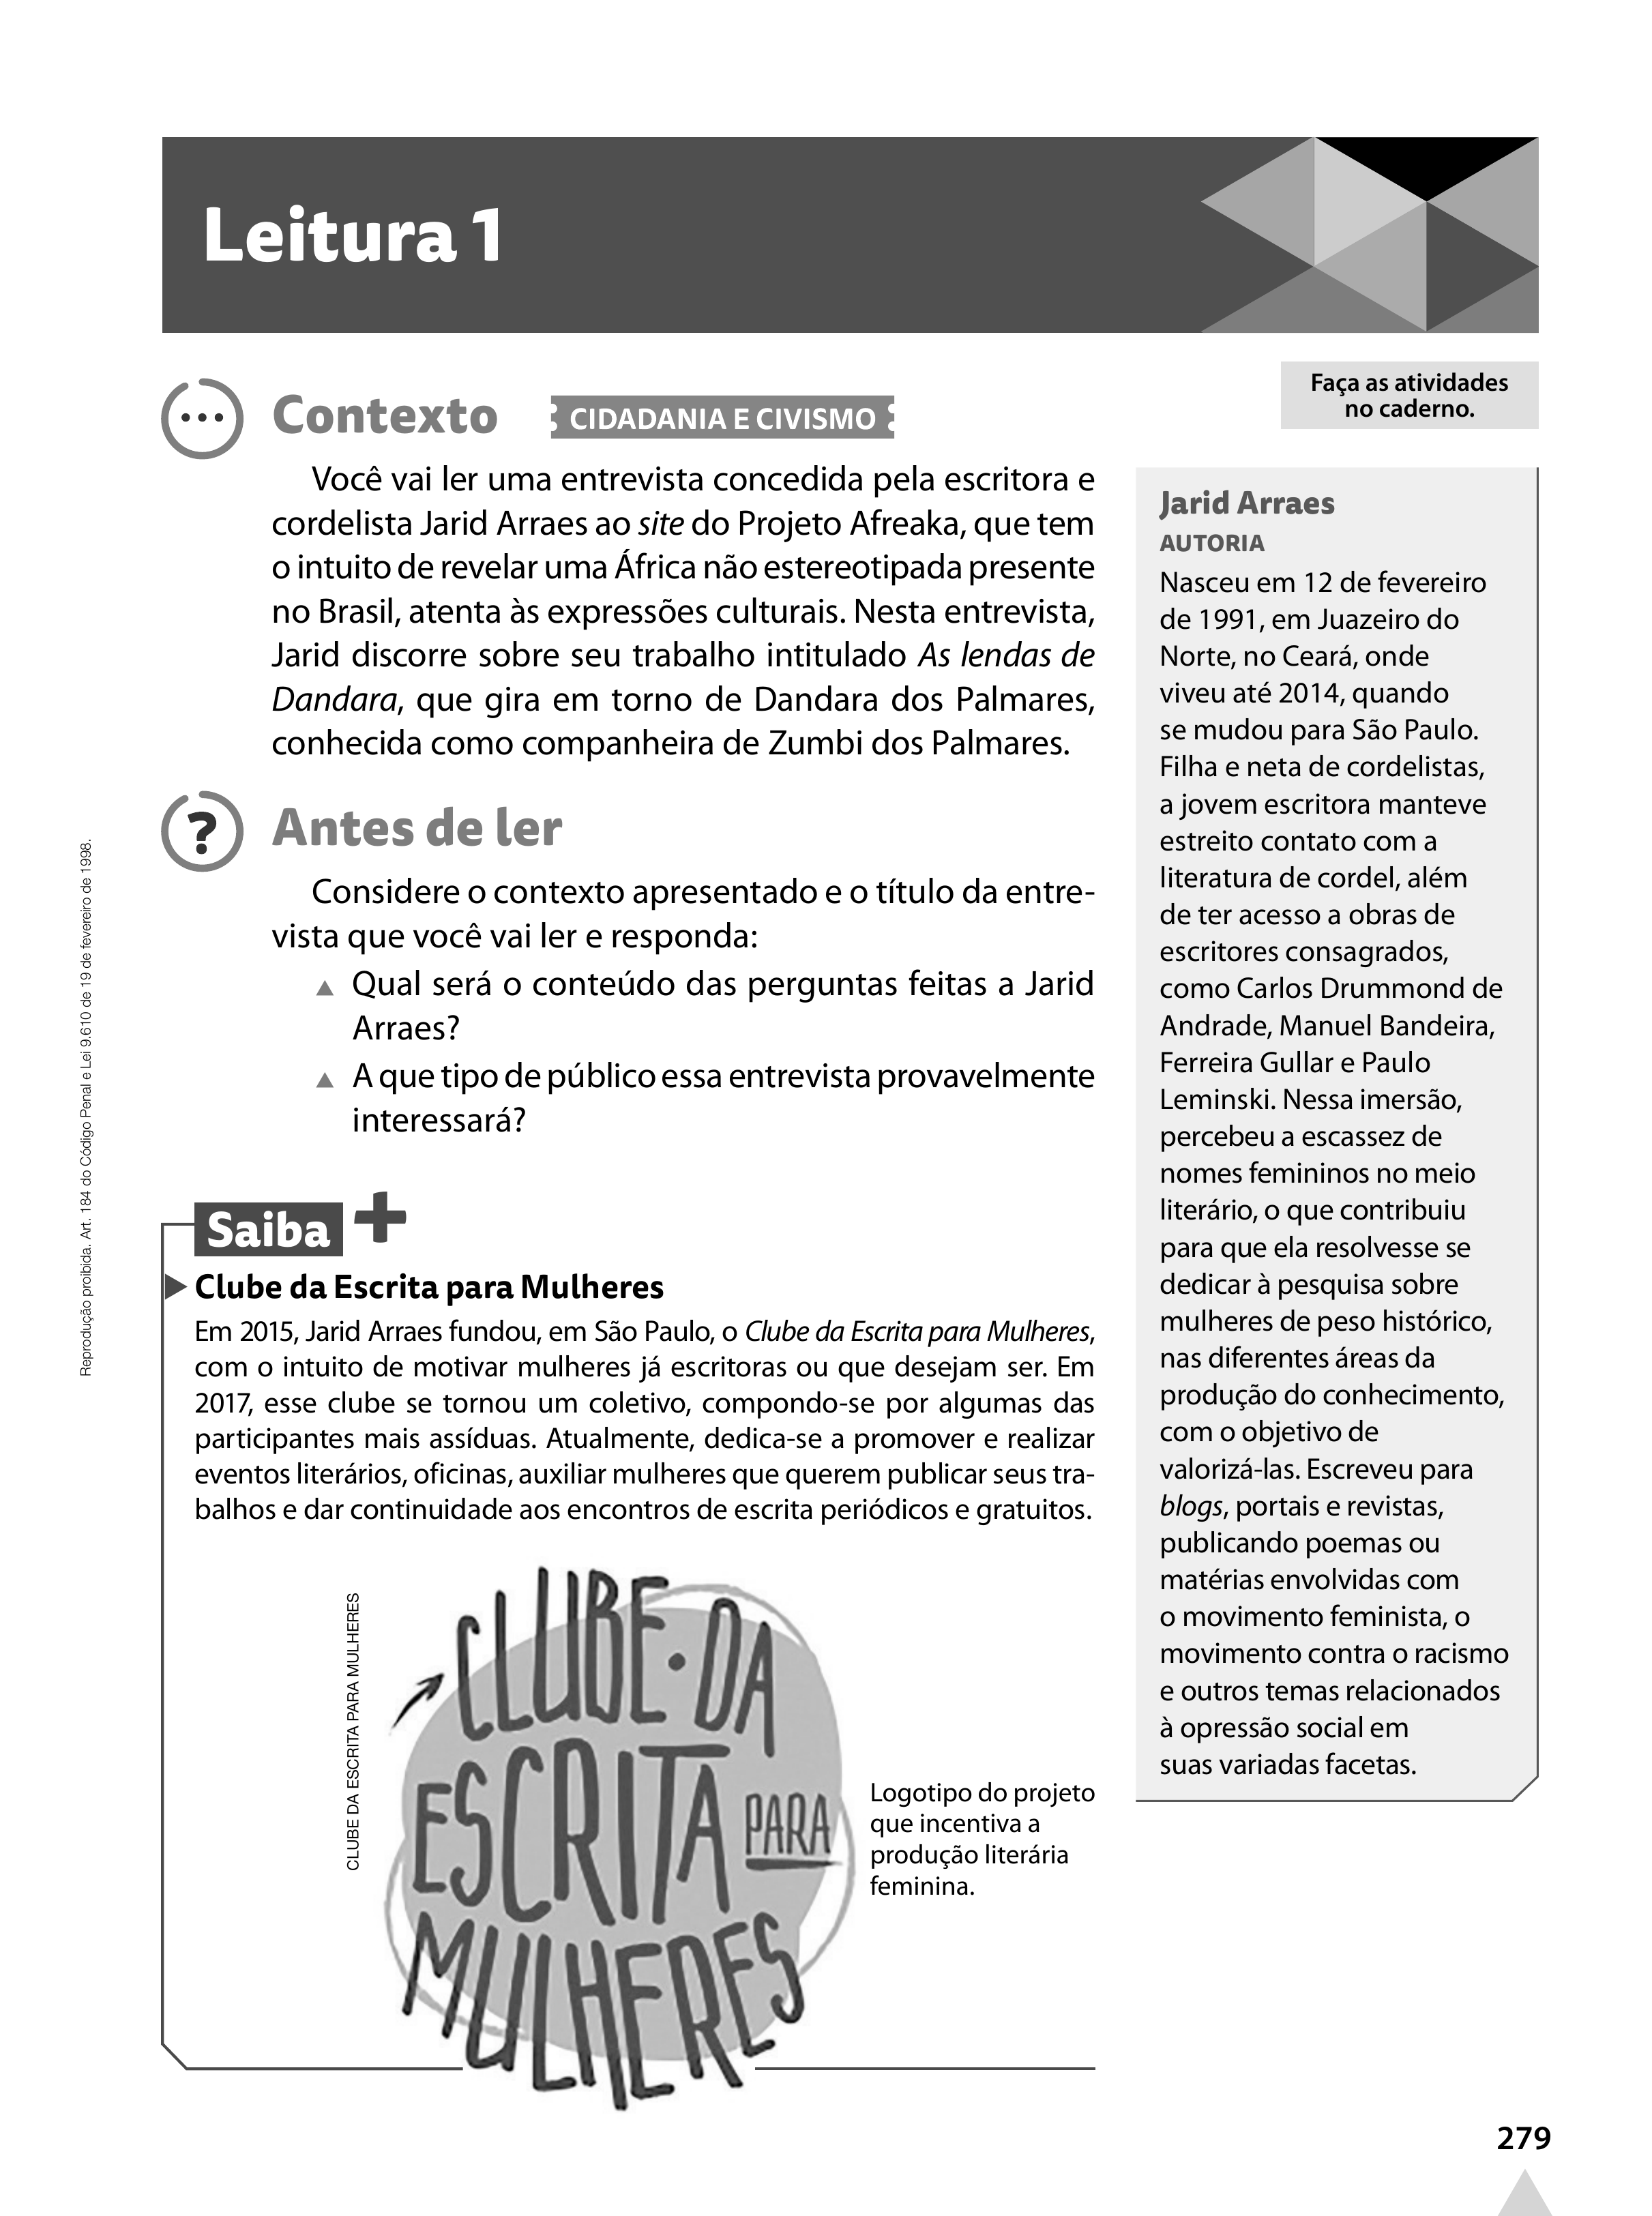 Leitura 1
Faça as atividades
no caderno.
Contexto
CIDADANIA E CIVISMO
Você vai ler uma entrevista concedida pela escritora e
cordelista Jarid Arraes ao site do Projeto Afreaka, que tem
o intuito de revelar uma África não estereotipada presente
no Brasil, atenta às expressões culturais. Nesta entrevista,
Jarid discorre sobre seu trabalho intitulado As lendas de
Dandara, que gira em torno de Dandara dos Palmares,
conhecida como companheira de Zumbi dos Palmares.
? Antes de ler
Considere o contexto apresentado e o título da entre-
vista que você vai ler e responda:
Qual será o conteúdo das perguntas feitas a Jarid
Arraes?
A que tipo de público essa entrevista provavelmente
interessará?
Saiba +
Clube da Escrita para Mulheres
Em 2015, Jarid Arraes fundou, em São Paulo, o Clube da Escrita para Mulheres,
com o intuito de motivar mulheres já escritoras ou que desejam ser. Em
2017, esse clube se tornou um coletivo, compondo-se por algumas das
participantes mais assíduas. Atualmente, dedica-se a promover e realizar
eventos literários, oficinas, auxiliar mulheres que querem publicar seus tra-
balhos e dar continuidade aos encontros de escrita periódicos e gratuitos.
CLUBE DA ESCRITA PARA MULHERES
CLUBE·DA
ESCRITA PARA
MULHERES
Logotipo do projeto
que incentiva a
produção literária
feminina.
Jarid Arraes
AUTORIA
Nasceu em 12 de fevereiro
de 1991, em Juazeiro do
Norte, no Ceará, onde
viveu até 2014, quando
se mudou para São Paulo.
Filha e neta de cordelistas,
a jovem escritora manteve
estreito contato com a
literatura de cordel, além
de ter acesso a obras de
escritores consagrados,
como Carlos Drummond de
Andrade, Manuel Bandeira,
Ferreira Gullar e Paulo
Leminski. Nessa imersão,
percebeu a escassez de
nomes femininos no meio
literário, o que contribuiu
para que ela resolvesse se
dedicar à pesquisa sobre
mulheres de peso histórico,
nas diferentes áreas da
produção do conhecimento,
com o objetivo de
valorizá-las. Escreveu para
blogs, portais e revistas,
publicando poemas ou
matérias envolvidas com
o movimento feminista, o
movimento contra o racismo
e outros temas relacionados
à opressão social em
suas variadas facetas.
Reprodução proibida. Art. 184 do Código Penal e Lei 9.610 de 19 de fevereiro de 1998.
279